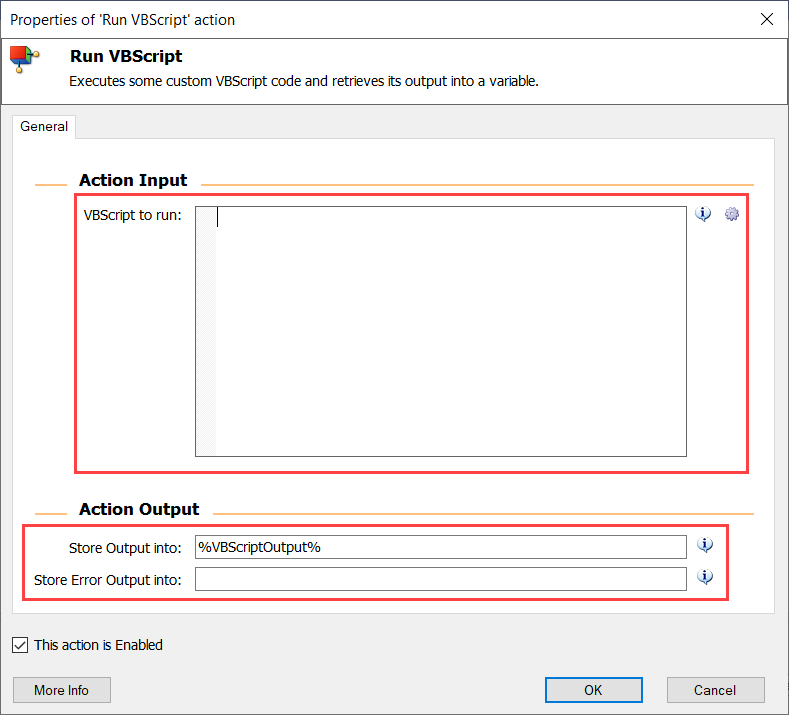 Properties of 'Run VBScript' action
Run VBScript
Executes some custom VBScript code and retrieves its output into a variable.
General
Action Input
VBScript to run:
Action Output
Store Output into: %VBScriptOutput%
Store Error Output into:
This action is Enabled
More Info OK Cancel